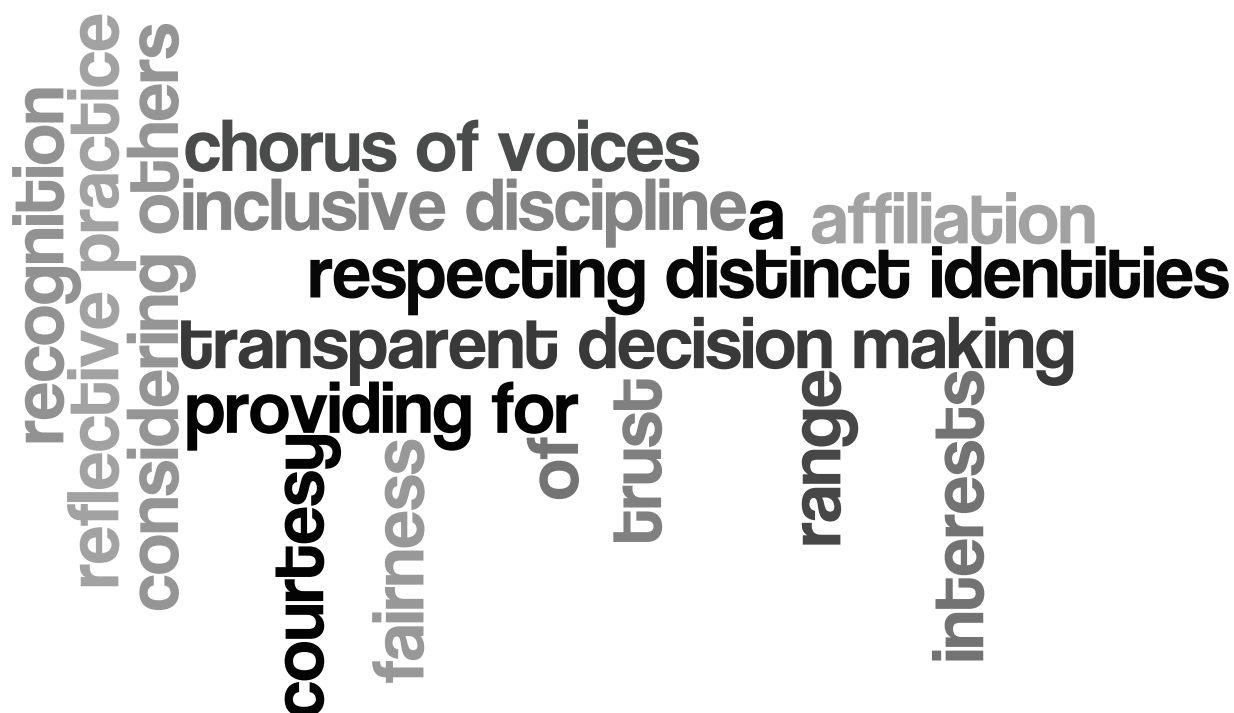 recognition
reflective practice
considering others
chorus of voices
inclusive discipline
a
affiliation
respecting distinct identities
transparent decision making
providing for
courtesy
fairness
of
trust
range
interests